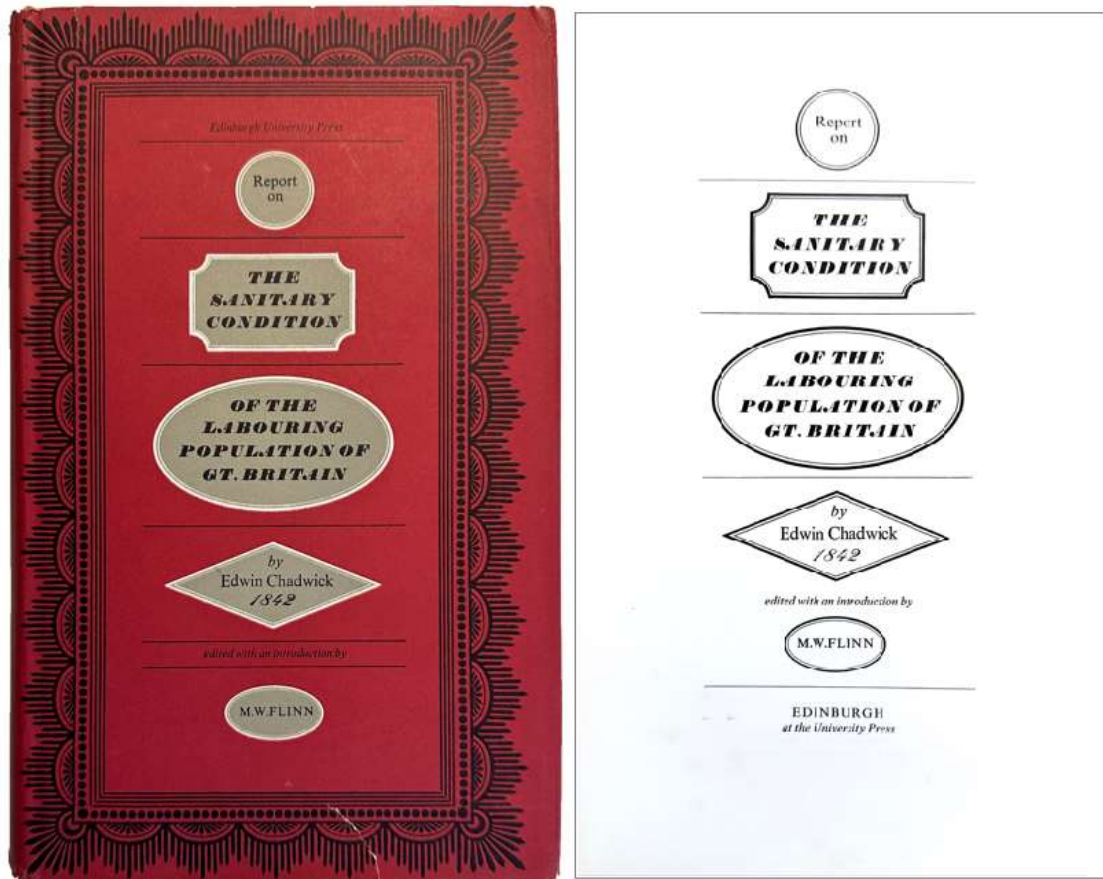 Edinburgh University Press
Report
on
THE
SANITARY
CONDITION
OF THE
LABOURING
POPULATION OF
GT. BRITAIN
by
Edwin Chadwick
1842
edited with an introduction by
M.W.FLINN
Report
on
THE
SANITARY
CONDITION
OF THE
LABOURING
POPULATION OF
GT. BRITAIN
by
Edwin Chadwick
1842
edited with an introduction by
M.W.FLINN
EDINBURGH
at the University Press